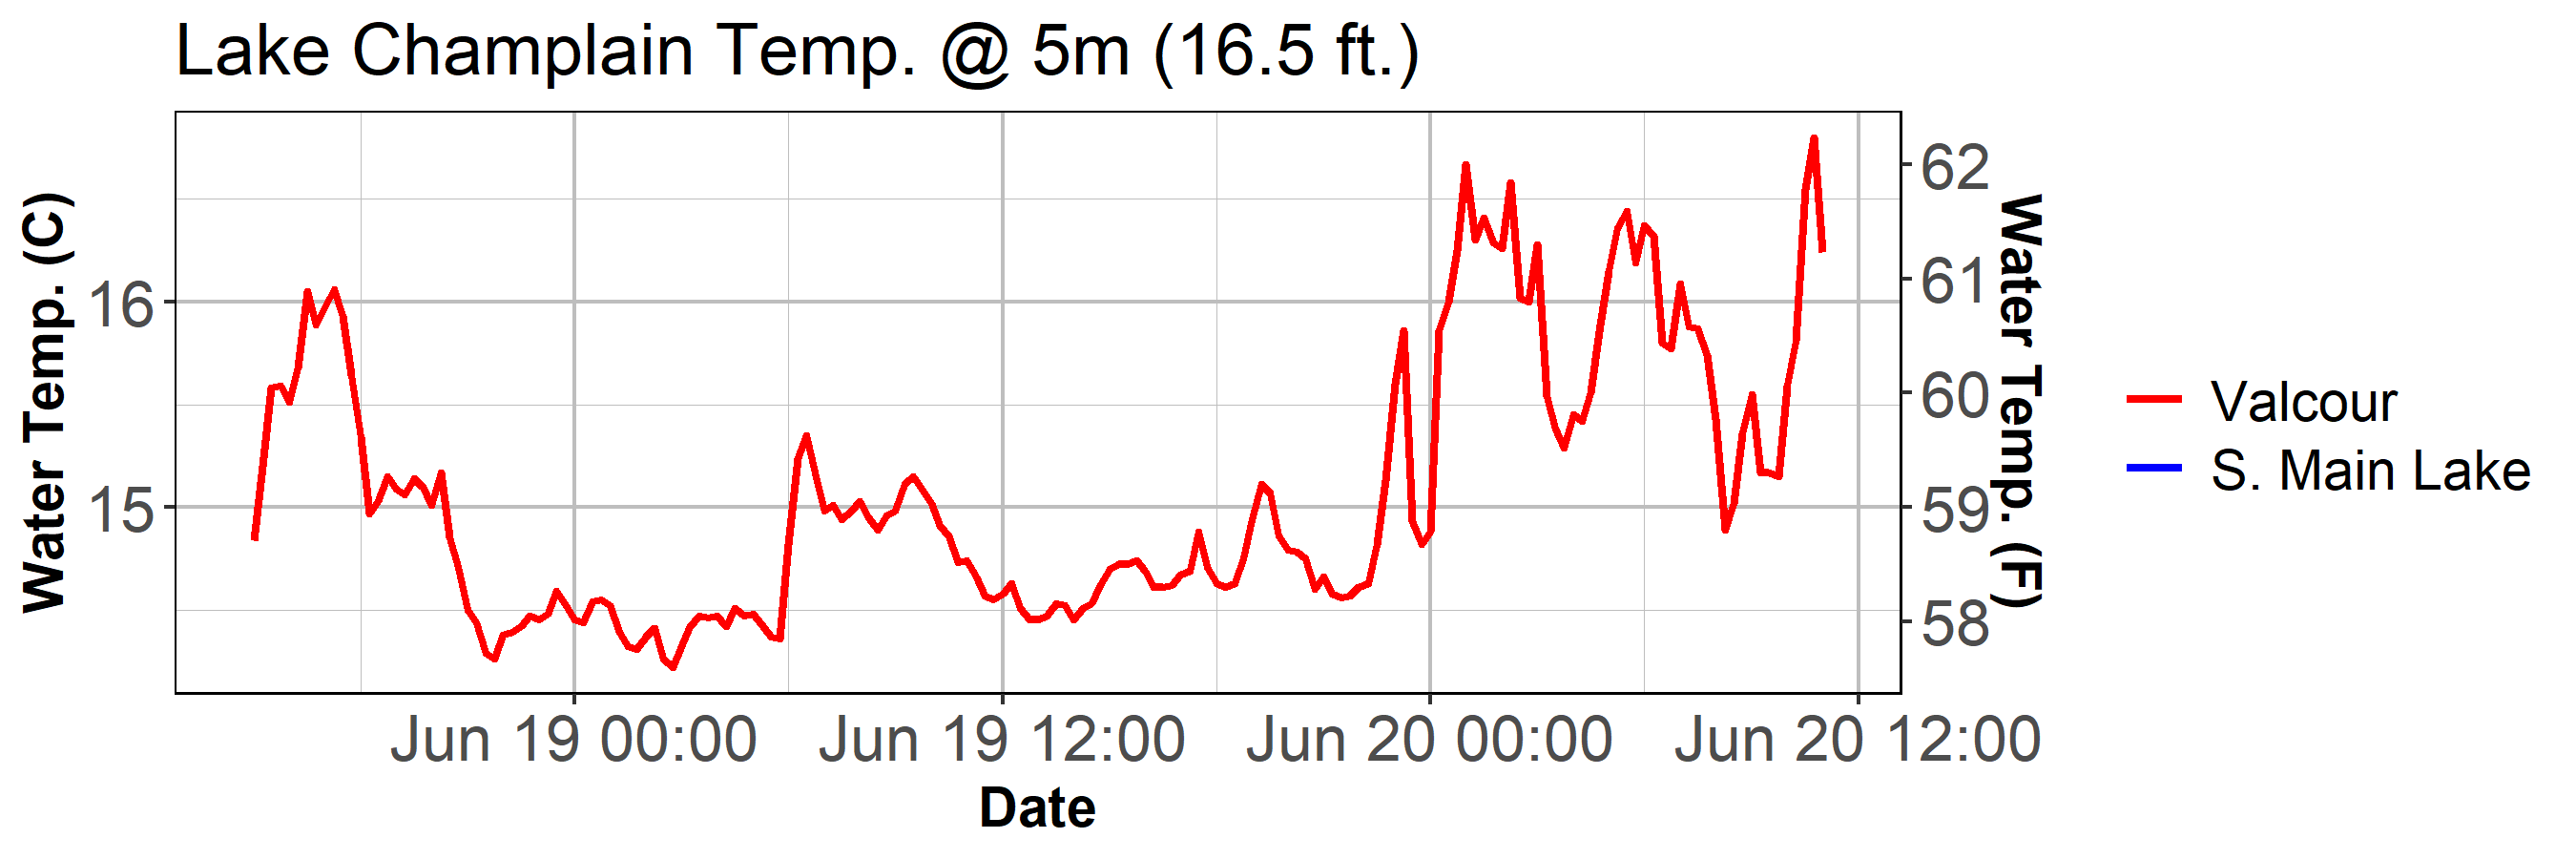 Lake Champlain Temp. @ 5m (16.5 ft.)
Water Temp. (C)
16
15
62
61
60
59
58
Water Temp. (F)
Jun 19 00:00
Jun 19 12:00
Jun 20 00:00
Jun 20 12:00
Date
Valcour
S. Main Lake